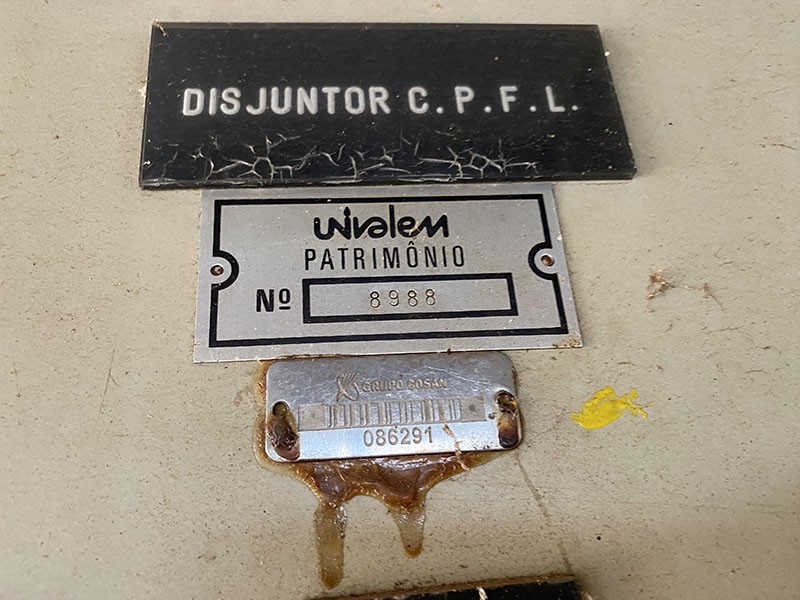 DISJUNTOR C.P.F.L.
univalem
PATRIMÔNIO
Nº 8988
GRUPO COSAN
086291